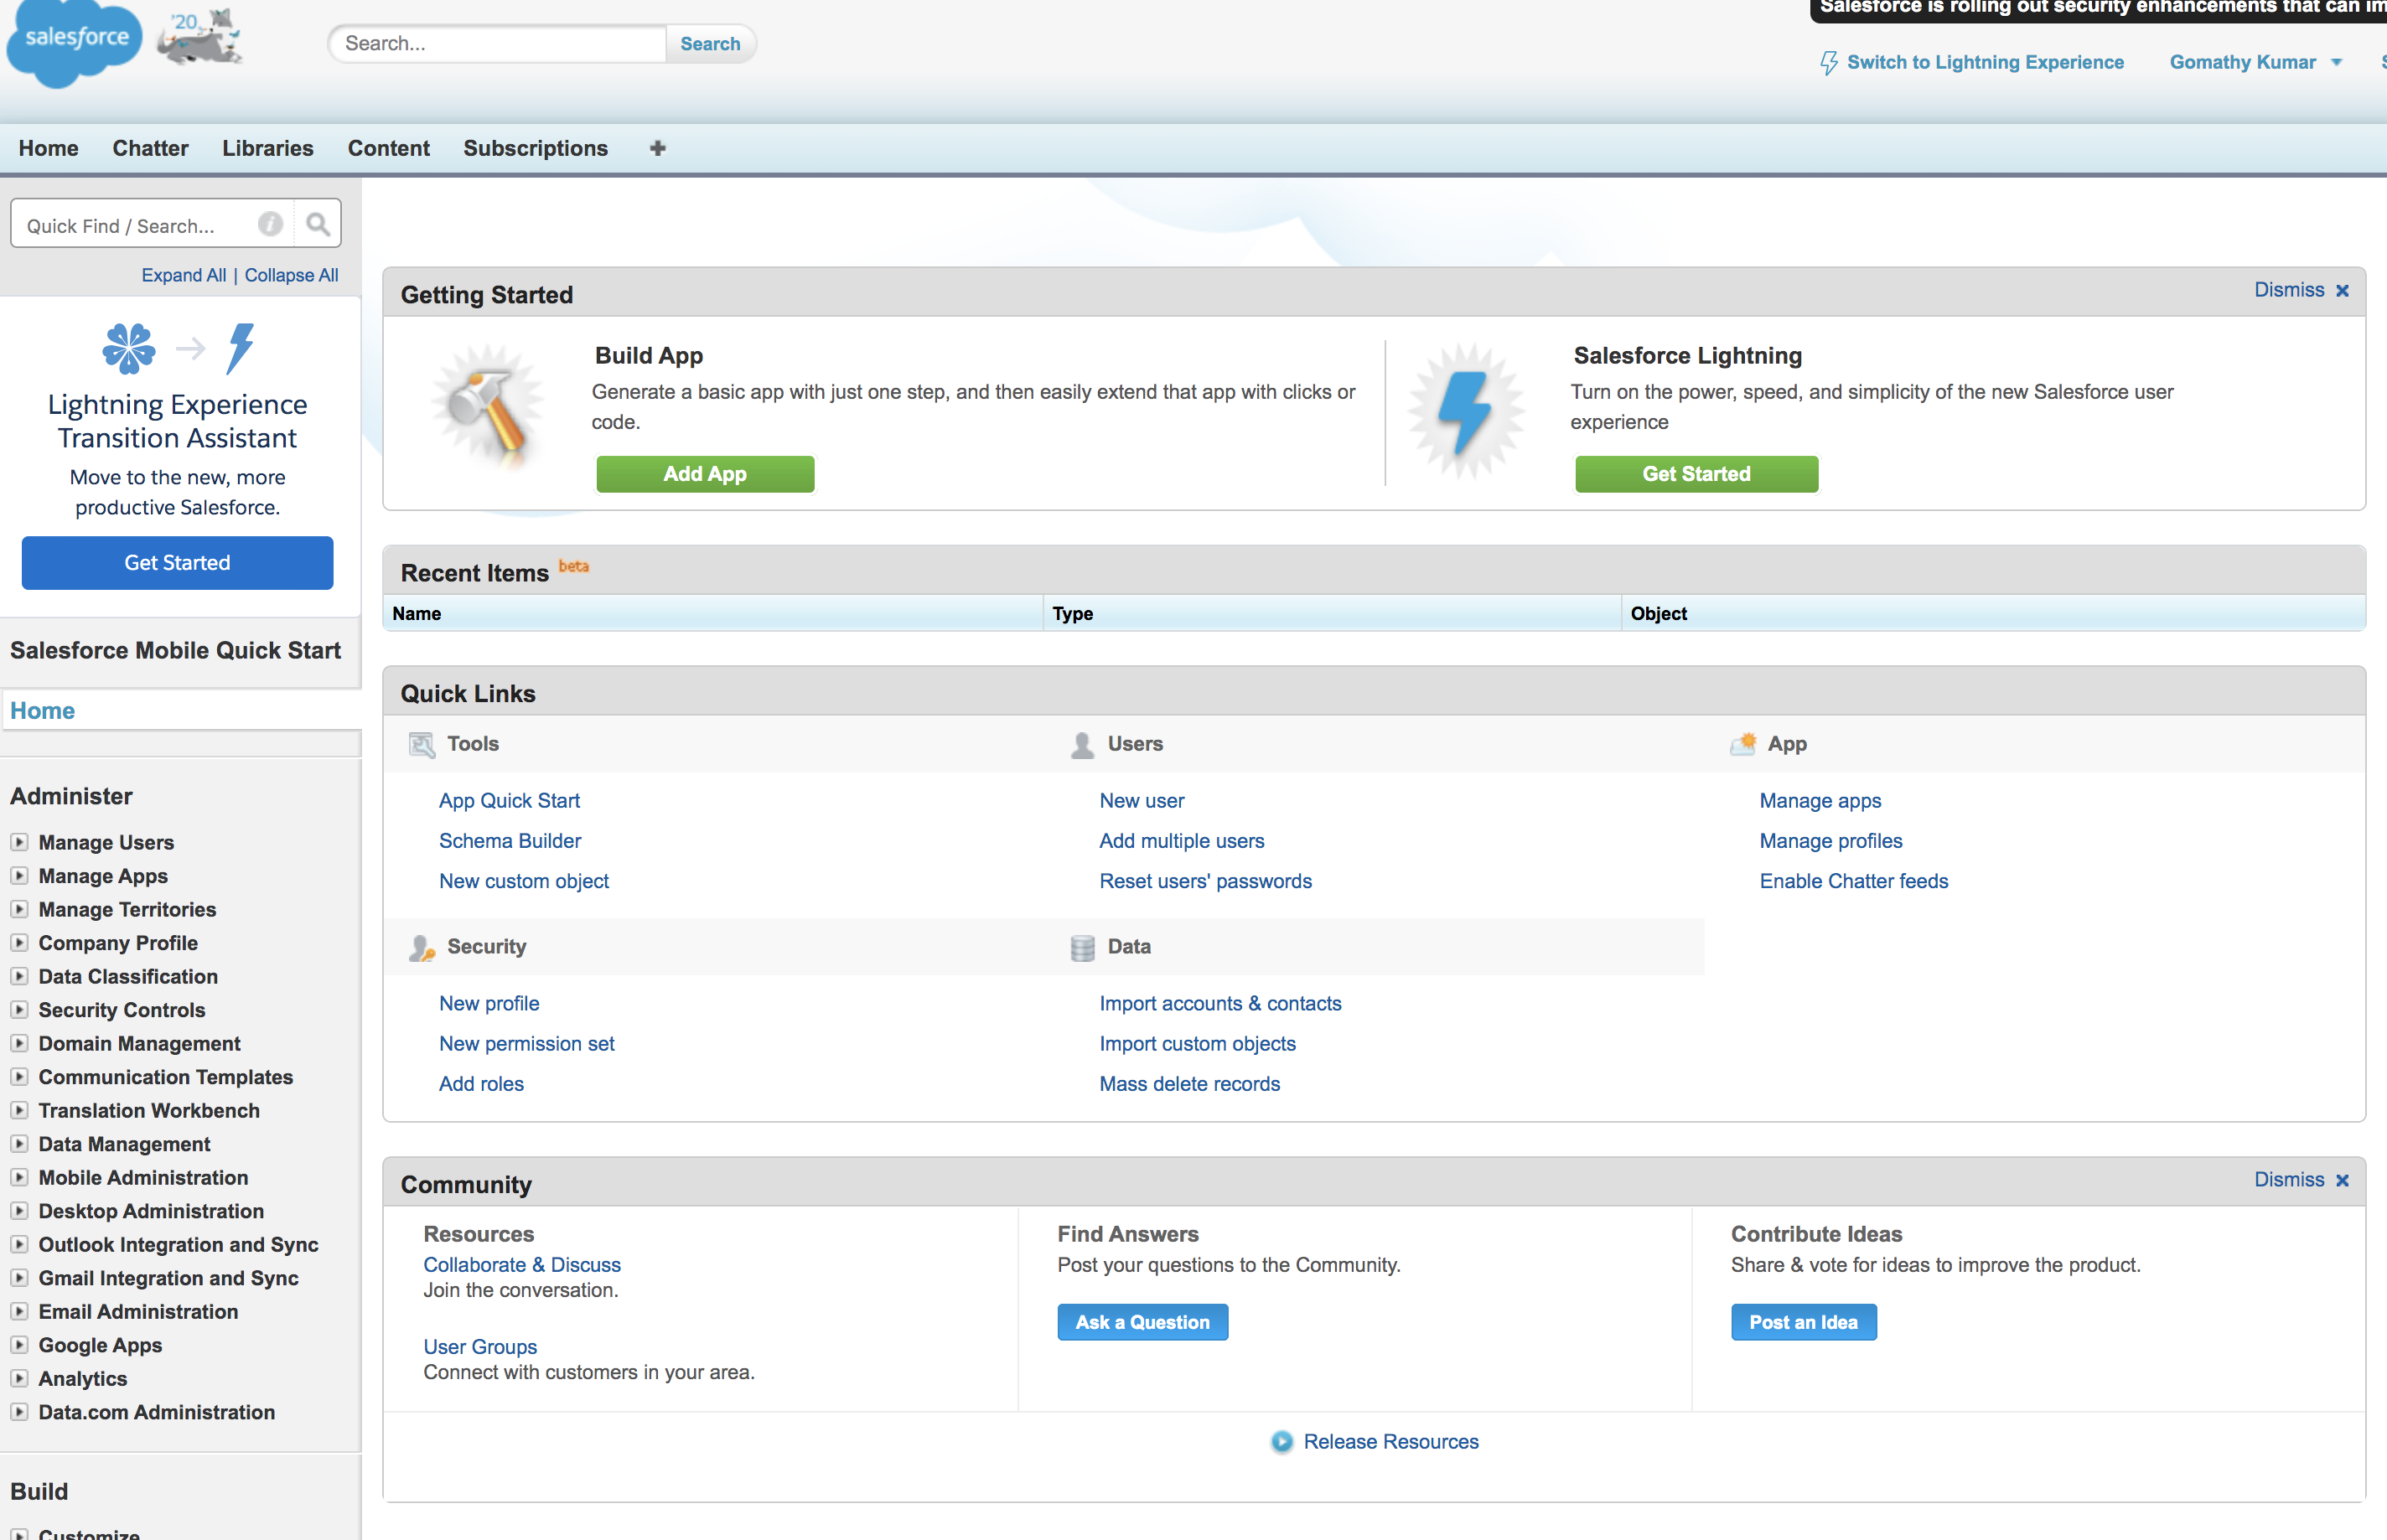 Salesforce is rolling out security enhancements that can im
salesforce
'20
Search...
Search
Switch to Lightning Experience
Gomathy Kumar
Home
Chatter
Libraries
Content
Subscriptions
Quick Find / Search...
Expand All | Collapse All
Lightning Experience
Transition Assistant
Move to the new, more
productive Salesforce.
Get Started
Salesforce Mobile Quick Start
Home
Administer
Manage Users
Manage Apps
Manage Territories
Company Profile
Data Classification
Security Controls
Domain Management
Communication Templates
Translation Workbench
Data Management
Mobile Administration
Desktop Administration
Outlook Integration and Sync
Gmail Integration and Sync
Email Administration
Google Apps
Analytics
Data.com Administration
Build
Customize
Getting Started
Dismiss
Build App
Generate a basic app with just one step, and then easily extend that app with clicks or
code.
Add App
Salesforce Lightning
Turn on the power, speed, and simplicity of the new Salesforce user
experience
Get Started
Recent Items beta
Name
Type
Object
Quick Links
Tools
App Quick Start
Schema Builder
New custom object
Users
New user
Add multiple users
Reset users' passwords
App
Manage apps
Manage profiles
Enable Chatter feeds
Security
New profile
New permission set
Add roles
Data
Import accounts & contacts
Import custom objects
Mass delete records
Community
Dismiss
Resources
Collaborate & Discuss
Join the conversation.
User Groups
Connect with customers in your area.
Find Answers
Post your questions to the Community.
Ask a Question
Contribute Ideas
Share & vote for ideas to improve the product.
Post an Idea
Release Resources